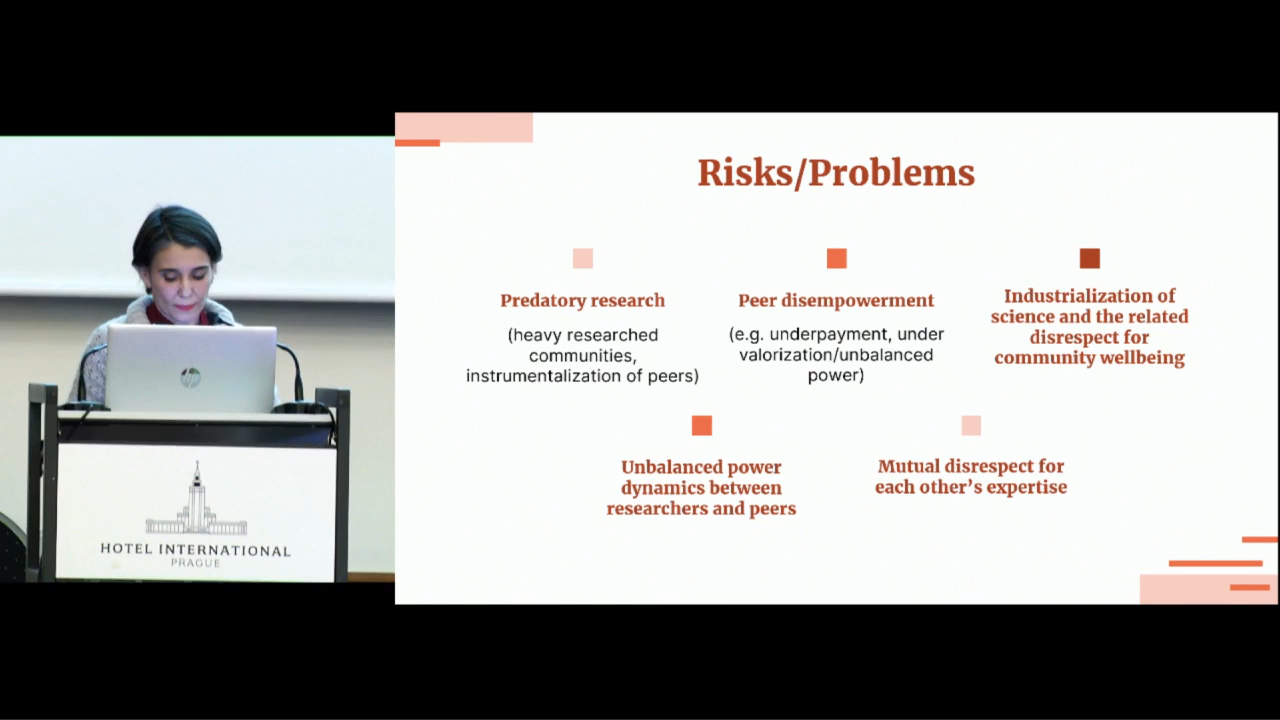 Risks/Problems
Predatory research
(heavy researched
communities,
instrumentalization of peers)
Peer disempowerment
(e.g. underpayment, under
valorization/unbalanced
power)
Industrialization of
science and the related
disrespect for
community wellbeing
Unbalanced power
dynamics between
researchers and peers
Mutual disrespect for
each other’s expertise
hp
HOTEL INTERNATIONAL
PRAGUE